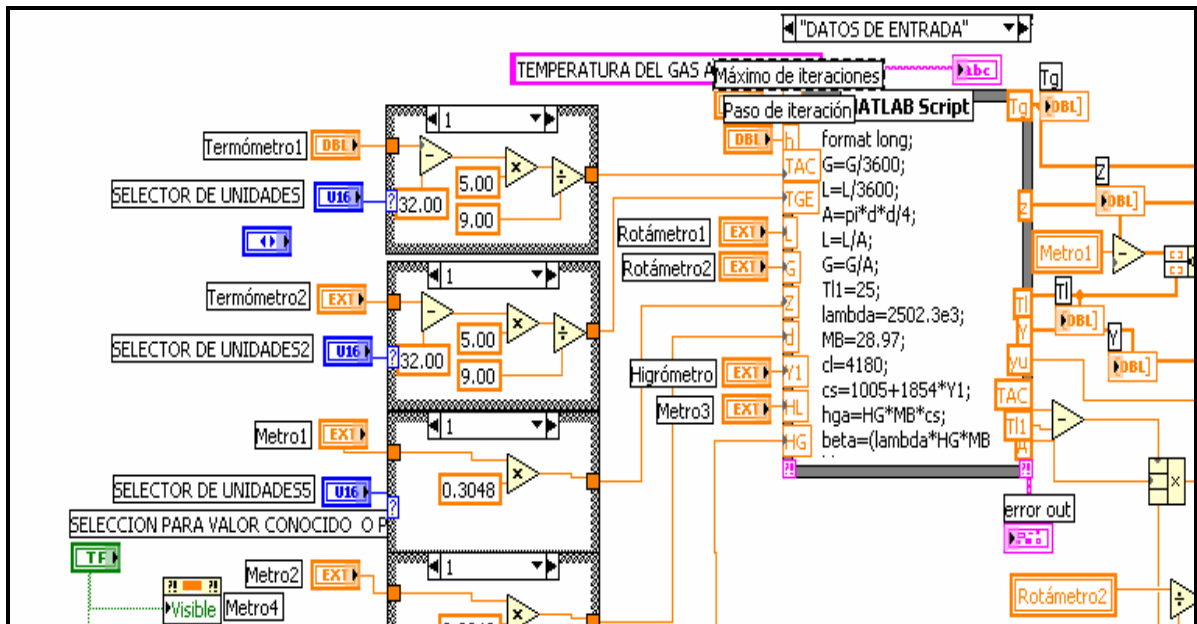 "DATOS DE ENTRADA"
TEMPERATURA DEL GAS A
abc
Máximo de iteraciones
Paso de iteración
MATLAB Script
Tg
Tg
DBL]
DBL
h
format long;
TAC
G=G/3600;
TGE
L=L/3600;
A=pi*d*d/4;
L
L=L/A;
G
G=G/A;
Tl1=25;
Z
lambda=2502.3e3;
d
MB=28.97;
cl=4180;
Y1
cs=1005+1854*Y1;
HL
hga=HG*MB*cs;
HG
beta=(lambda*HG*MB
Termómetro1
DBL
1
5.00
32.00
9.00
SELECTOR DE UNIDADES
U16
?
Rotámetro1
EXT
Rotámetro2
EXT
Termómetro2
EXT
1
5.00
32.00
9.00
SELECTOR DE UNIDADES2
U16
?
Higrómetro
EXT
Metro3
EXT
Metro1
EXT
1
0.3048
SELECTOR DE UNIDADES5
U16
?
SELECCION PARA VALOR CONOCIDO O P
TF
?! ?!
Visible
Metro4
Metro2
EXT
1
z
Z
DBL]
Metro1
Tl
Tl
DBL]
Y
Y
DBL]
yu
TAC
Tl1
?!
?!
error out
Rotámetro2